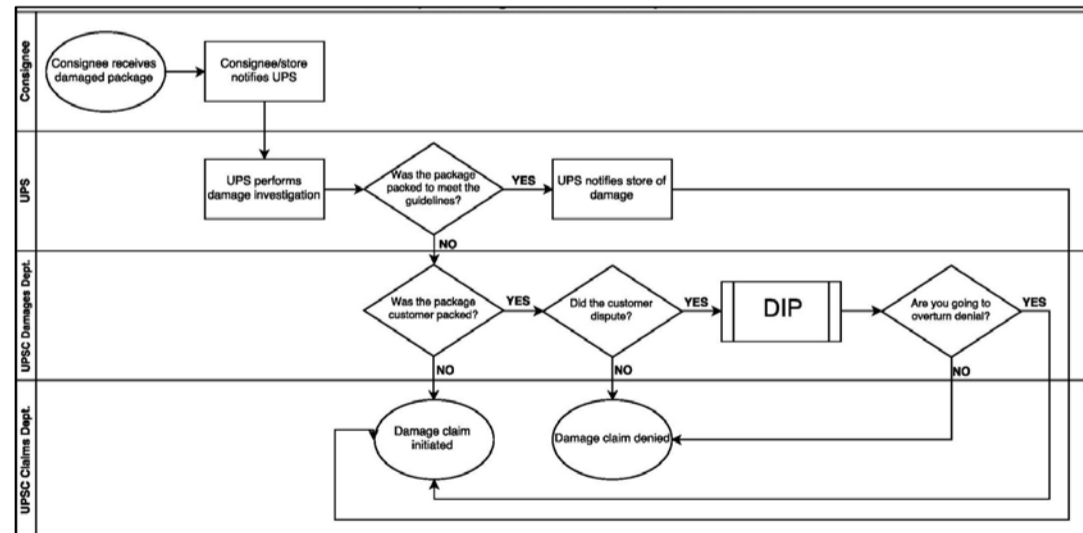 Consignee
Consignee receives
damaged package
Consignee/store
notifies UPS
UPS
UPS performs
damage investigation
Was the package
packed to meet the
guidelines?
YES
UPS notifies store of
damage
NO
UPSC Damages Dept.
Was the package
customer packed?
YES
Did the customer
dispute?
YES
DIP
Are you going to
overturn denial?
YES
NO
NO
NO
UPSC Claims Dept.
Damage claim
initiated
Damage claim denied